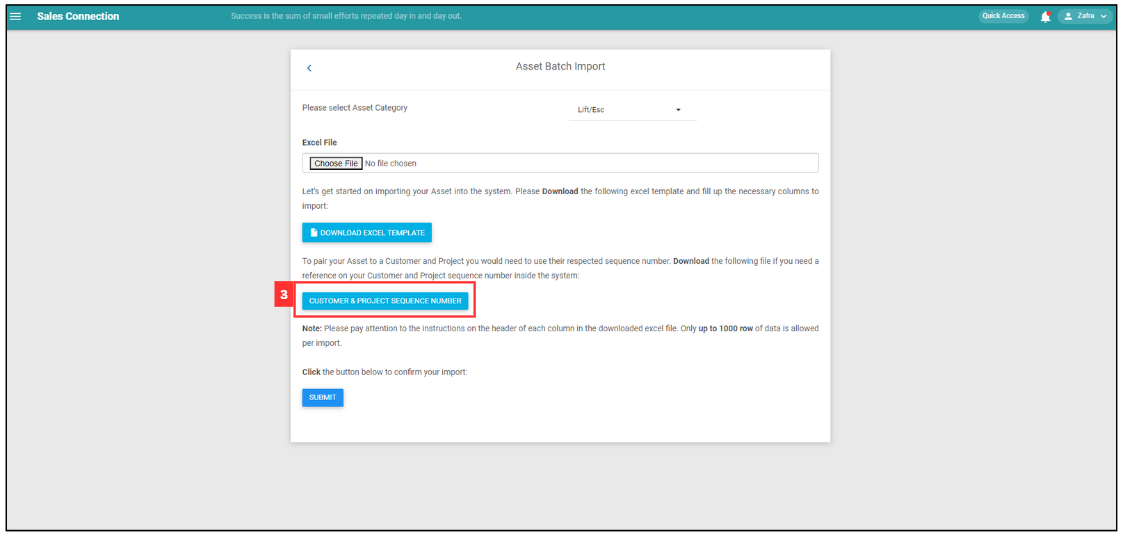 Sales Connection
Success is the sum of small efforts repeated day in and day out.
Quick Access
Zafra
Asset Batch Import
Please select Asset Category
Lift/Esc
Excel File
Choose File No file chosen
Let's get started on importing your Asset into the system. Please Download the following excel template and fill up the necessary columns to
import:
DOWNLOAD EXCEL TEMPLATE
To pair your Asset to a Customer and Project you would need to use their respected sequence number. Download the following file if you need a
reference on your Customer and Project sequence number inside the system:
3
CUSTOMER & PROJECT SEQUENCE NUMBER
Note: Please pay attention to the instructions on the header of each column in the downloaded excel file. Only up to 1000 row of data is allowed
per import.
Click the button below to confirm your import:
SUBMIT